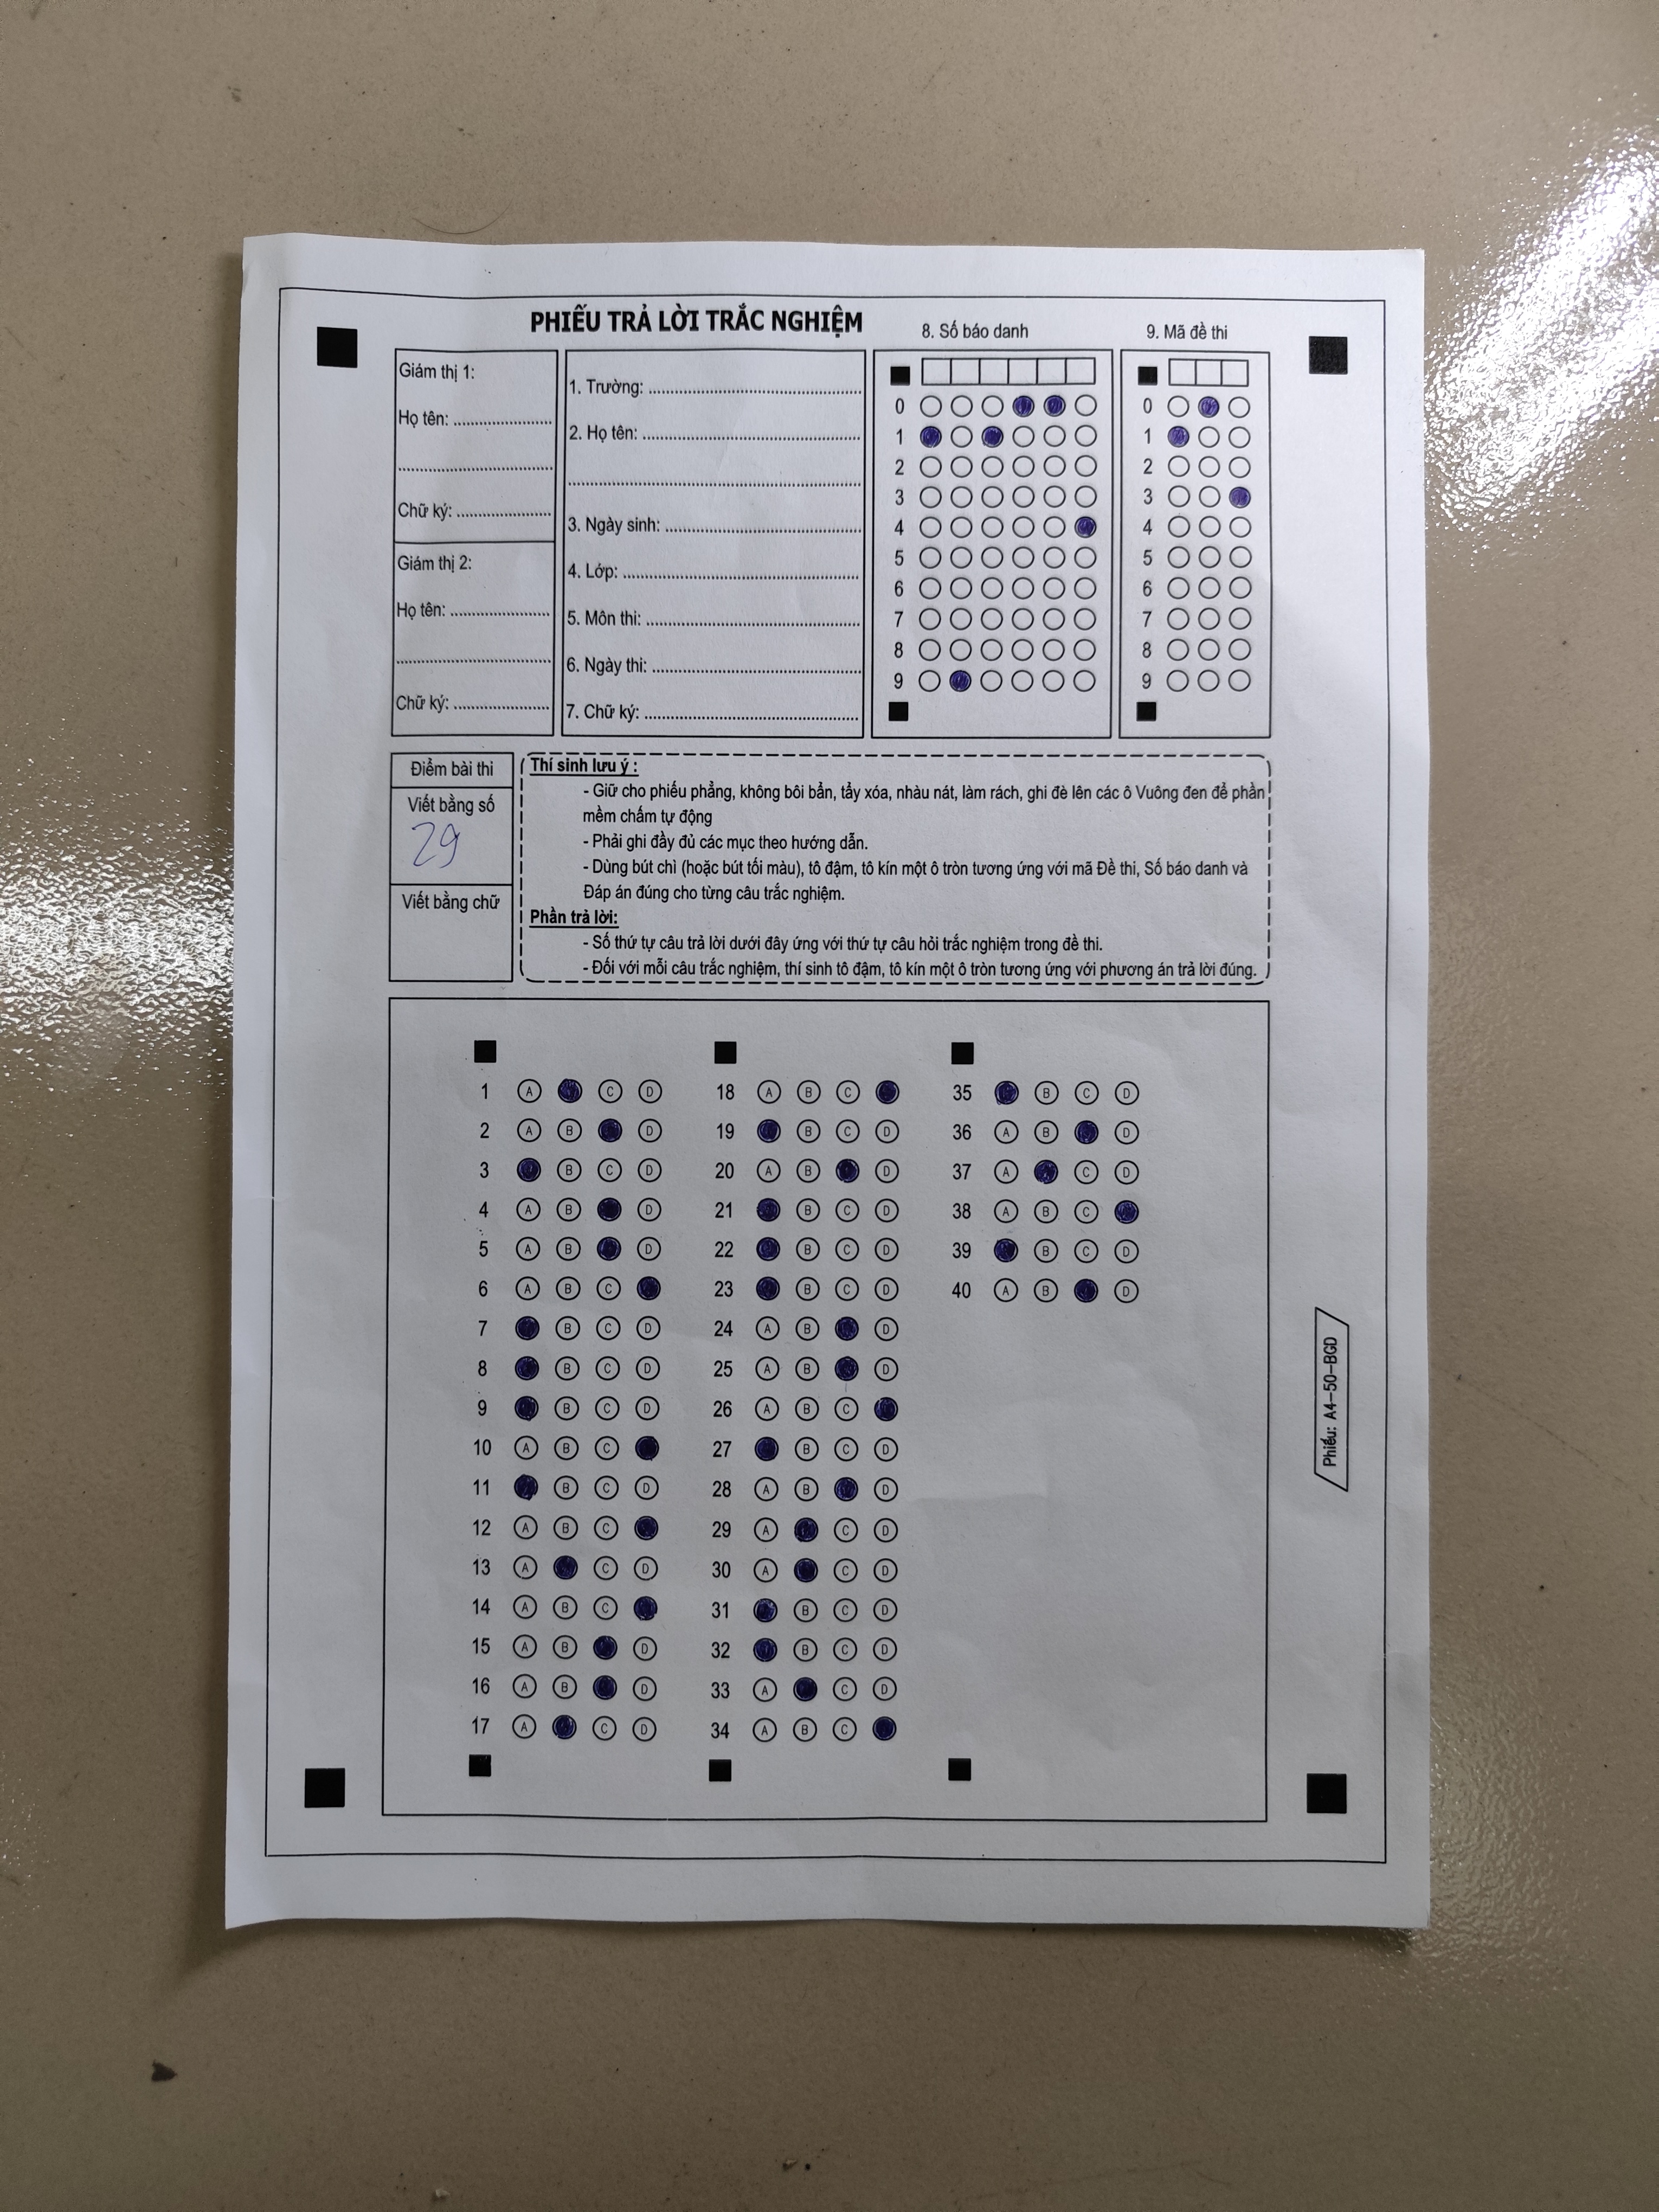 PHIẾU TRẢ LỜI TRẮC NGHIỆM
8. Số báo danh
9. Mã đề thi
Giám thị 1:
Họ tên:
Chữ ký:
Giám thị 2:
Họ tên:
Chữ ký:
1. Trường:
2. Họ tên:
3. Ngày sinh:
4. Lớp:
5. Môn thi:
6. Ngày thi:
7. Chữ ký:
0
1
2
3
4
5
6
7
8
9
0
1
2
3
4
5
6
7
8
9
Điểm bài thi
Viết bằng số
29
Viết bằng chữ
Thí sinh lưu ý :
- Giữ cho phiếu phẳng, không bôi bẩn, tẩy xóa, nhàu nát, làm rách, ghi đè lên các ô Vuông đen để phần
mềm chấm tự động
- Phải ghi đầy đủ các mục theo hướng dẫn.
- Dùng bút chì (hoặc bút tối màu), tô đậm, tô kín một ô tròn tương ứng với mã Đề thi, Số báo danh và
Đáp án đúng cho từng câu trắc nghiệm.
Phần trả lời:
- Số thứ tự câu trả lời dưới đây ứng với thứ tự câu hỏi trắc nghiệm trong đề thi.
- Đối với mỗi câu trắc nghiệm, thí sinh tô đậm, tô kín một ô tròn tương ứng với phương án trả lời đúng.
1 A C D
2 A B D
3 B C D
4 A B D
5 A B D
6 A B C
7 B C D
8 B C D
9 B C D
10 A B C
11 B C D
12 A B C
13 A C D
14 A B C
15 A B D
16 A B D
17 A C D
18 A B C
19 B C D
20 A B D
21 B C D
22 B C D
23 B C D
24 A B D
25 A B D
26 A B C
27 B C D
28 A B D
29 A C D
30 A C D
31 B C D
32 B C D
33 A C D
34 A B C
35 B C D
36 A B D
37 A C D
38 A B C
39 B C D
40 A B D
Phiếu: A4-50-BGD